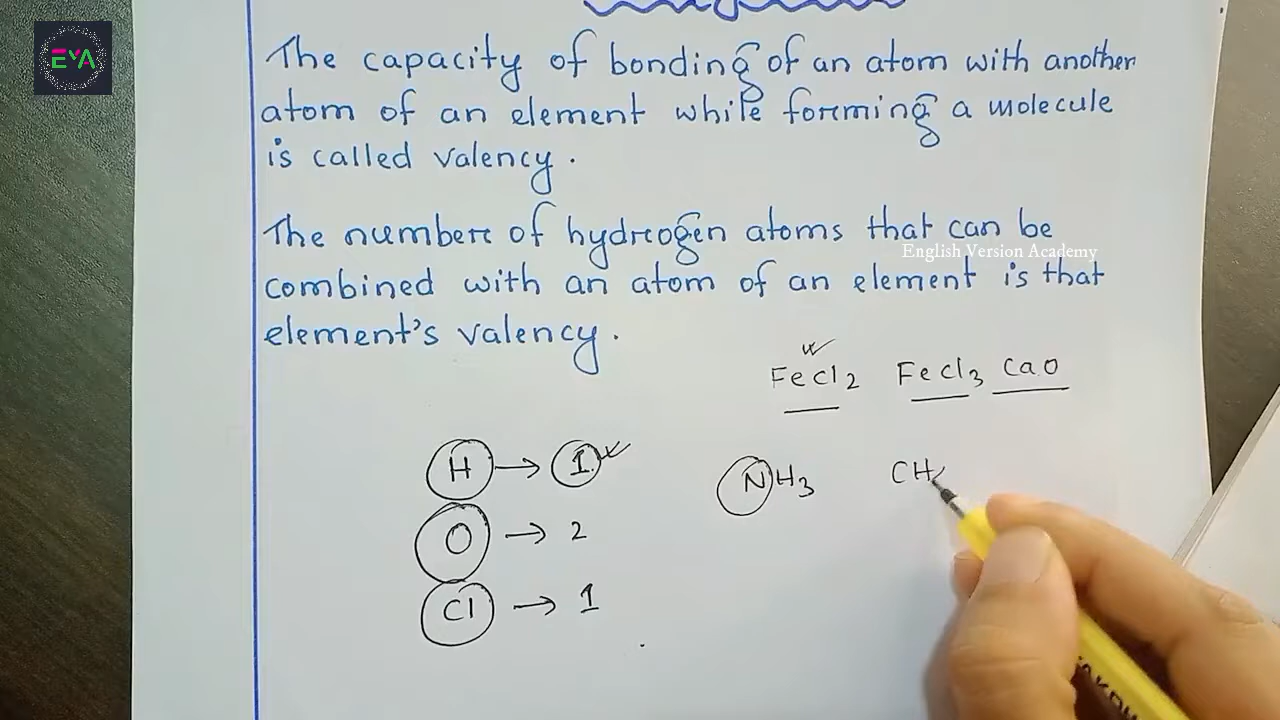 EVA
The capacity of bonding of an atom with another
atom of an element while forming a molecule
is called valency.
The number of hydrogen atoms that can be
English Version Academy
combined with an atom of an element is that
element's valency.
FeCl2 FeCl3 CaO
H → 1
NH3 CH
O → 2
Cl → 1